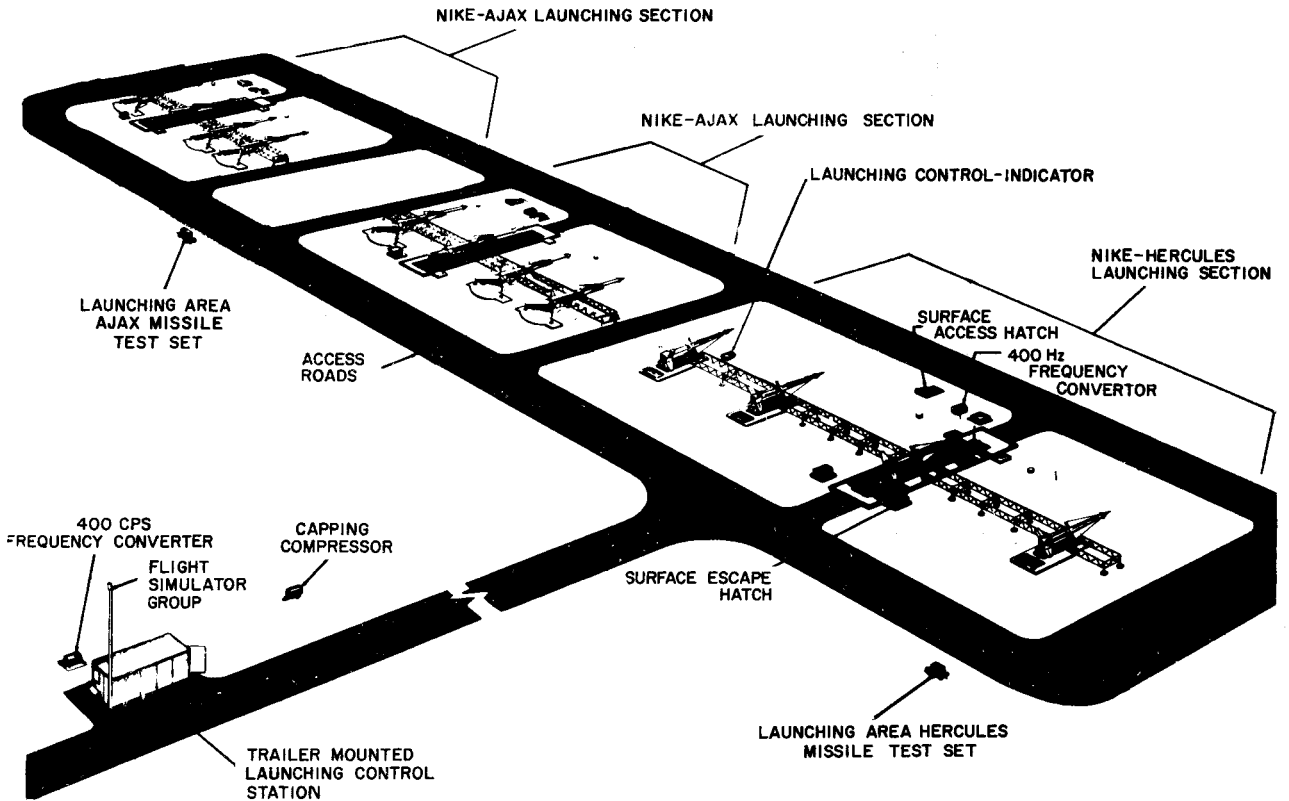 NIKE-AJAX LAUNCHING SECTION
NIKE-AJAX LAUNCHING SECTION
LAUNCHING CONTROL-INDICATOR
NIKE-HERCULES
LAUNCHING SECTION
SURFACE
ACCESS HATCH
400 Hz
FREQUENCY
CONVERTOR
LAUNCHING AREA
AJAX MISSILE
TEST SET
ACCESS
ROADS
400 CPS
FREQUENCY CONVERTER
FLIGHT
SIMULATOR
GROUP
CAPPING
COMPRESSOR
SURFACE ESCAPE
HATCH
LAUNCHING AREA HERCULES
MISSILE TEST SET
TRAILER MOUNTED
LAUNCHING CONTROL
STATION